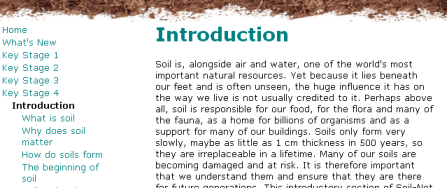 Home
What's New
Key Stage 1
Key Stage 2
Key Stage 3
Key Stage 4
Introduction
What is soil
Why does soil
matter
How do soils form
The beginning of
soil
Introduction
Soil is, alongside air and water, one of the world's most
important natural resources. Yet because it lies beneath
our feet and is often unseen, the huge influence it has on
the way we live is not usually credited to it. Perhaps above
all, soil is responsible for our food, for the flora and many of
the fauna, as a home for billions of organisms and as a
support for many of our buildings. Soils only form very
slowly, maybe as little as 1 cm thickness in 500 years, so
they are irreplaceable in a lifetime. Many of our soils are
becoming damaged and at risk. It is therefore important
that we understand them and ensure that they are there
for future generations. This introductory section of Soil-Net